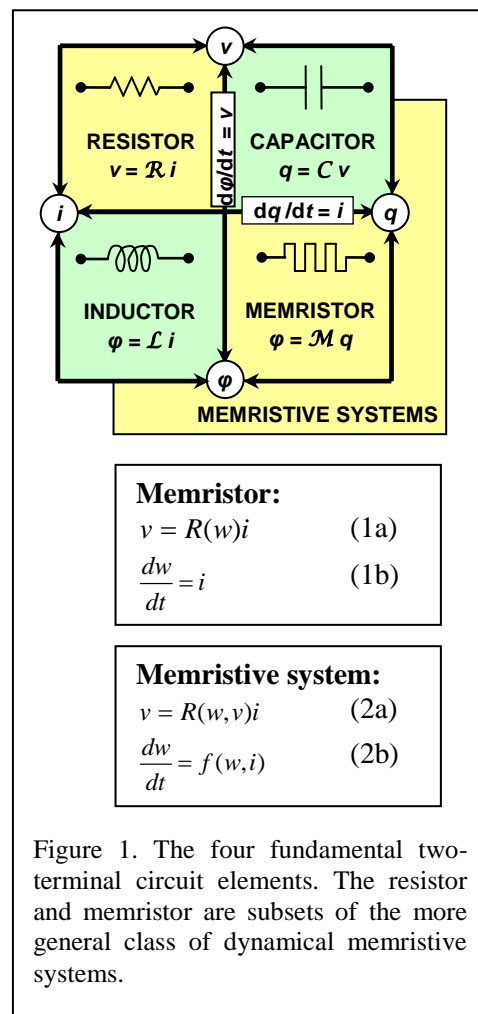 v
RESISTOR
v = ℛ i
dφ/dt = v
CAPACITOR
q = C v
i
dq/dt = i
q
INDUCTOR
φ = ℒ i
MEMRISTOR
φ = ℳ q
φ
MEMRISTIVE SYSTEMS
Memristor:
v = R(w)i (1a)
dw/dt = i (1b)
Memristive system:
v = R(w,v)i (2a)
dw/dt = f(w,i) (2b)
Figure 1. The four fundamental two-
terminal circuit elements. The resistor
and memristor are subsets of the more
general class of dynamical memristive
systems.